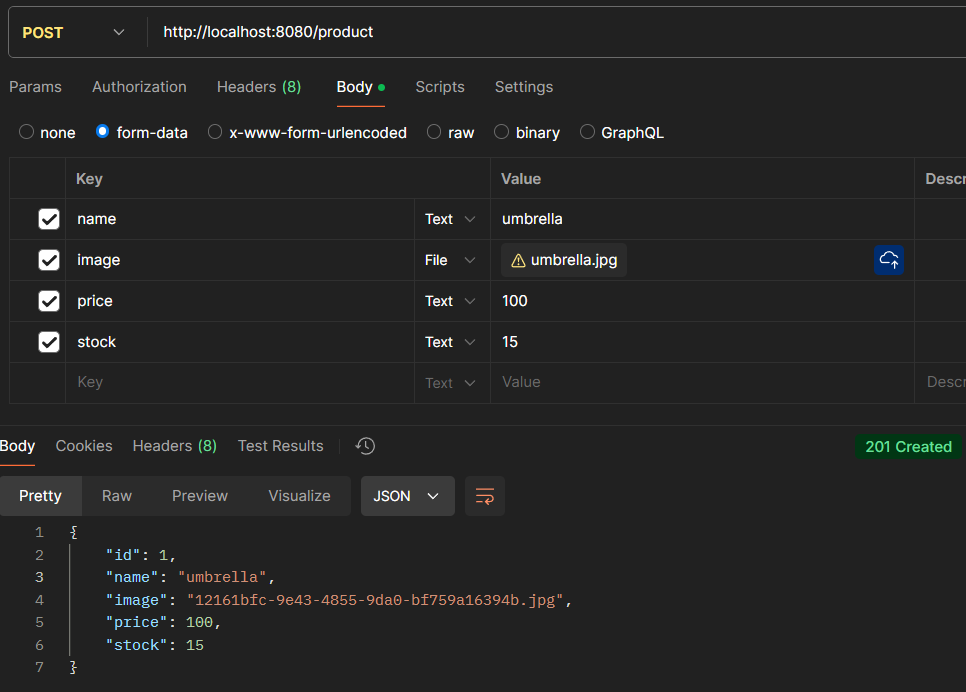 POST http://localhost:8080/product
Params Authorization Headers (8) Body Scripts Settings
none form-data x-www-form-urlencoded raw binary GraphQL
Key Value Descr
name Text umbrella
image File umbrella.jpg
price Text 100
stock Text 15
Key Text Value Descr
Body Cookies Headers (8) Test Results 201 Created
Pretty Raw Preview Visualize JSON
1 {
2 "id": 1,
3 "name": "umbrella",
4 "image": "12161bfc-9e43-4855-9da0-bf759a16394b.jpg",
5 "price": 100,
6 "stock": 15
7 }